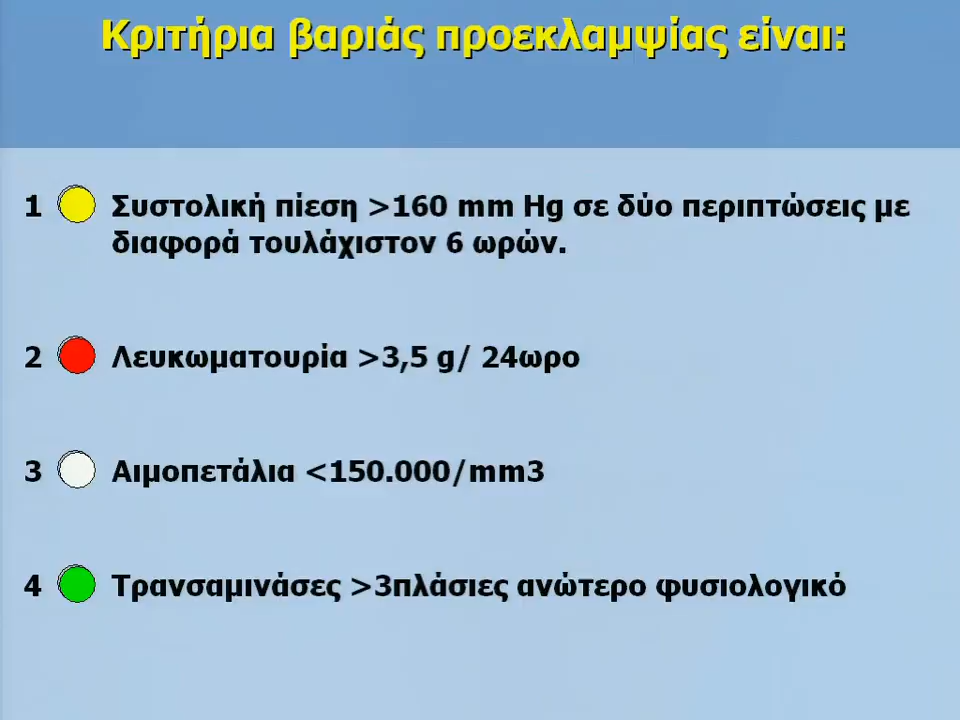 Κριτήρια βαριάς προεκλαμψίας είναι:
1 Συστολική πίεση >160 mm Hg σε δύο περιπτώσεις με
διαφορά τουλάχιστον 6 ωρών.
2 Λευκωματουρία >3,5 g/ 24ωρο
3 Αιμοπετάλια <150.000/mm3
4 Τρανσαμινάσες >3πλάσιες ανώτερο φυσιολογικό